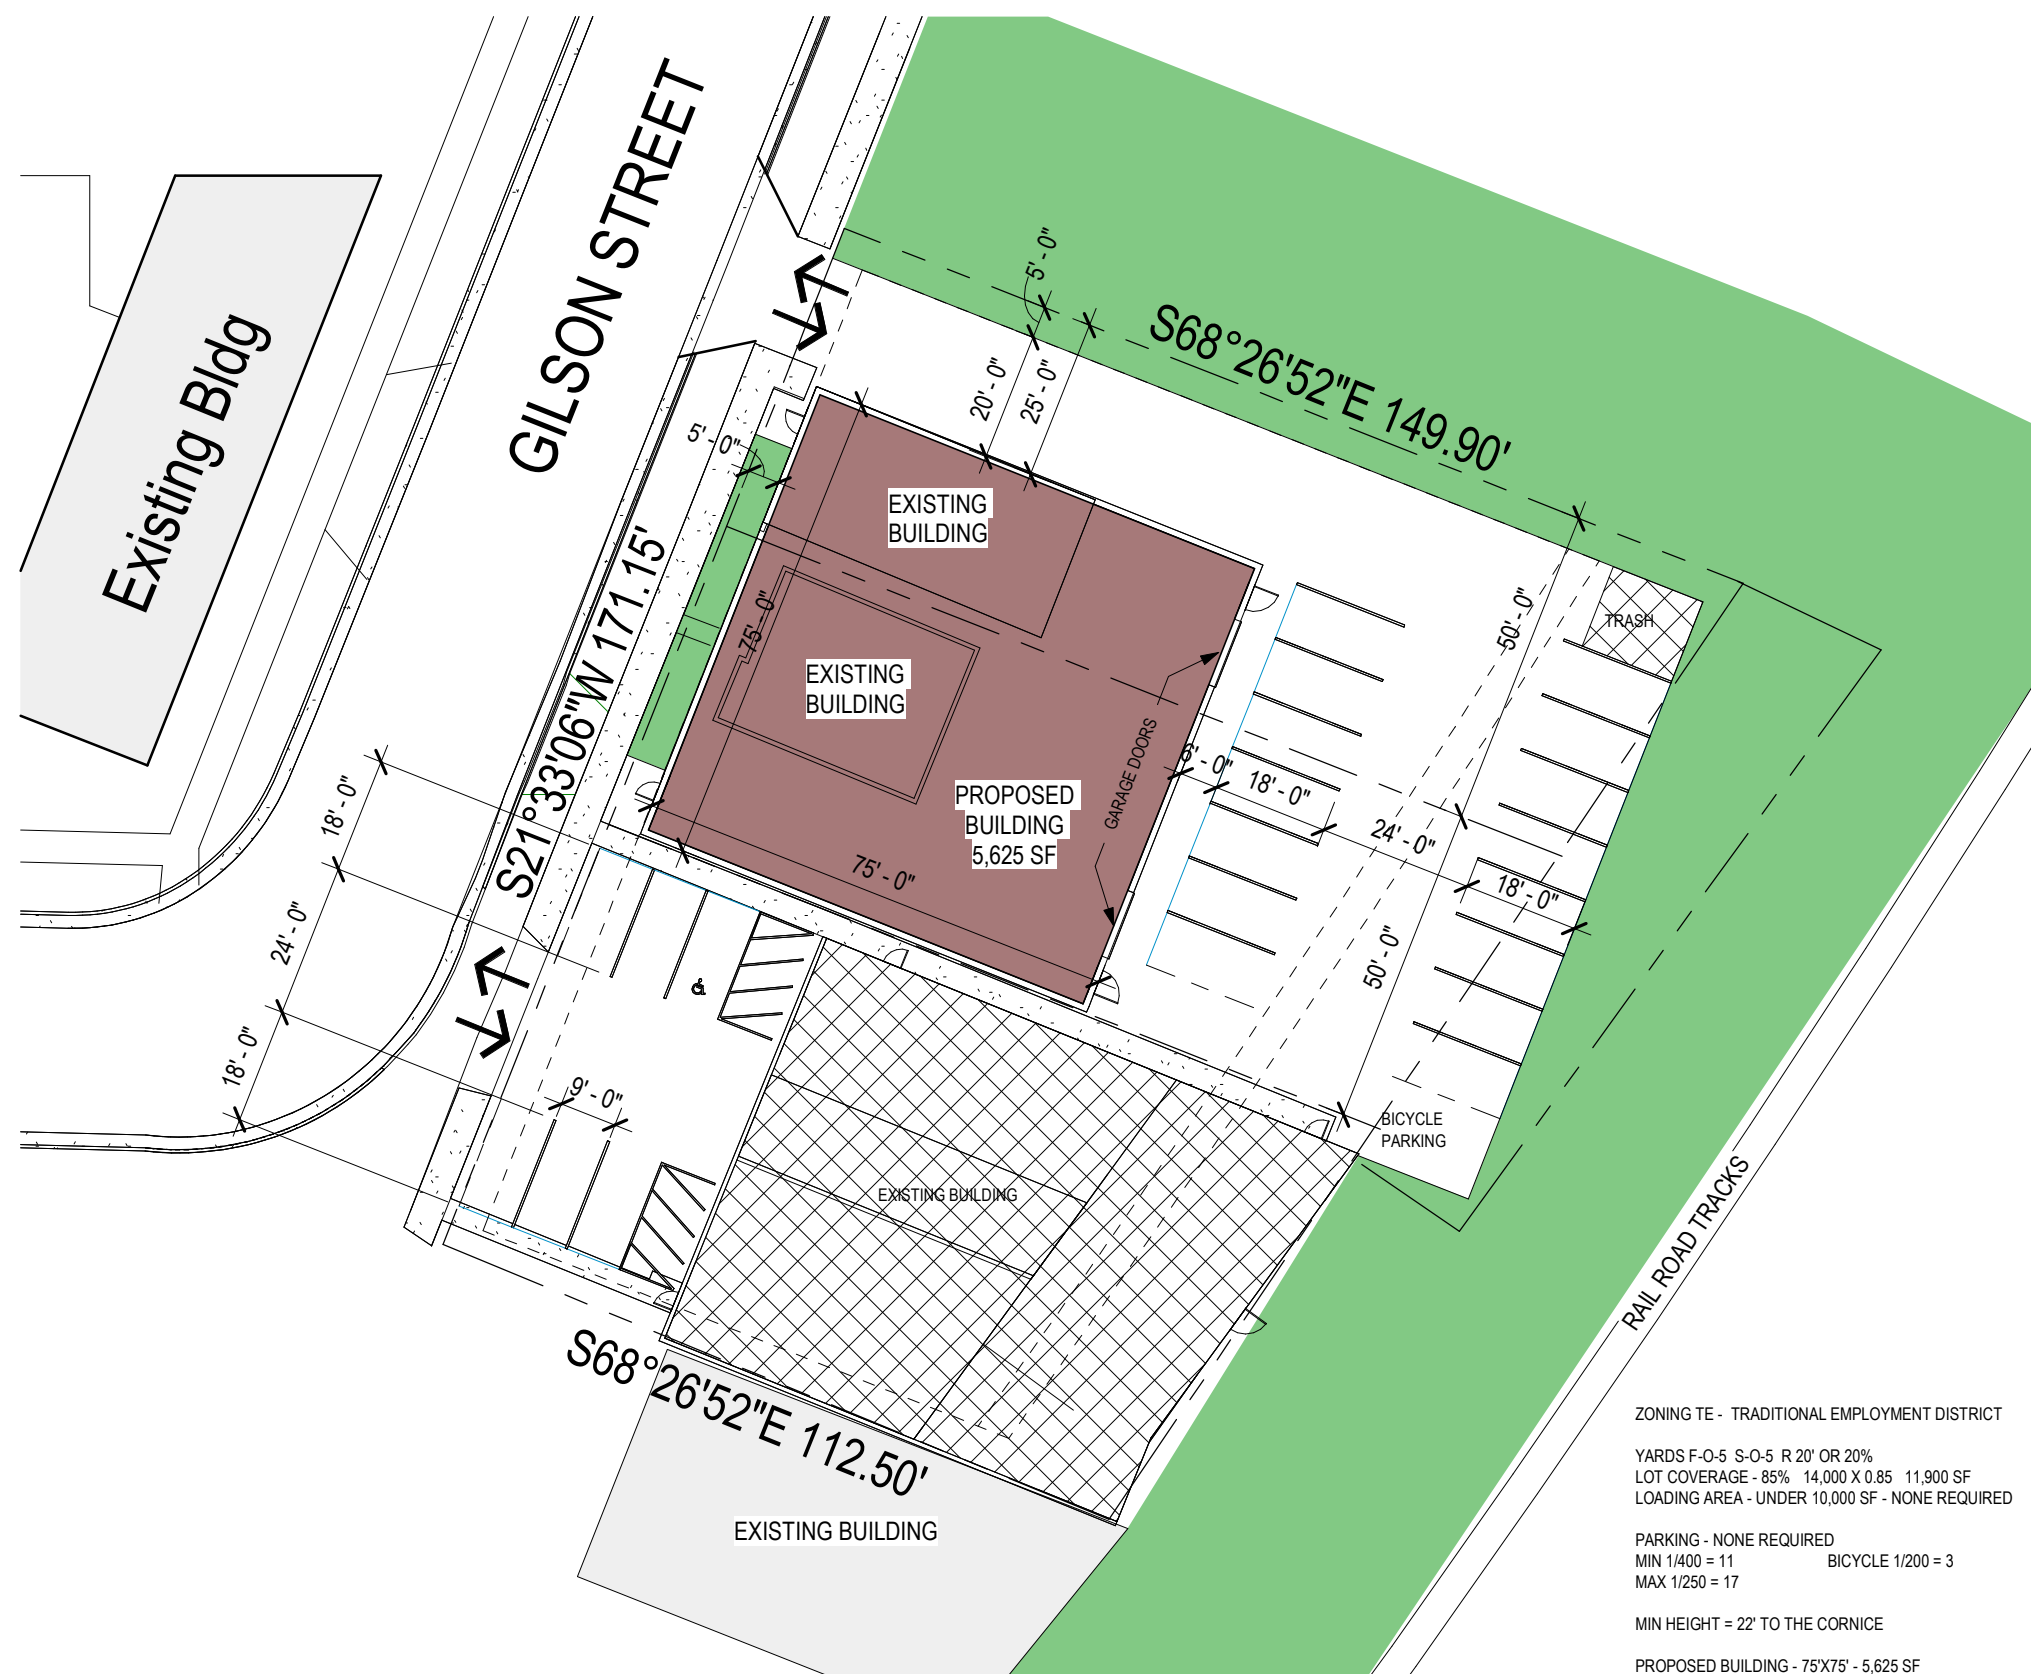 Existing Bldg
GILSON STREET
5' - 0"
20' - 0"
25' - 0"
S68°26'52"E 149.90'
5' - 0"
S21°33'06"W 171.15'
75' - 0"
EXISTING
BUILDING
EXISTING
BUILDING
PROPOSED
BUILDING
5,625 SF
75' - 0"
GARAGE DOORS
6' - 0"
18' - 0"
24' - 0"
18' - 0"
50' - 0"
50' - 0"
TRASH
18' - 0"
24' - 0"
18' - 0"
9' - 0"
BICYCLE
PARKING
EXISTING BUILDING
RAIL ROAD TRACKS
S68°26'52"E 112.50'
EXISTING BUILDING
ZONING TE - TRADITIONAL EMPLOYMENT DISTRICT
YARDS F-O-5 S-O-5 R 20' OR 20%
LOT COVERAGE - 85% 14,000 X 0.85 11,900 SF
LOADING AREA - UNDER 10,000 SF - NONE REQUIRED
PARKING - NONE REQUIRED
MIN 1/400 = 11 BICYCLE 1/200 = 3
MAX 1/250 = 17
MIN HEIGHT = 22' TO THE CORNICE
PROPOSED BUILDING - 75'X75' - 5,625 SF